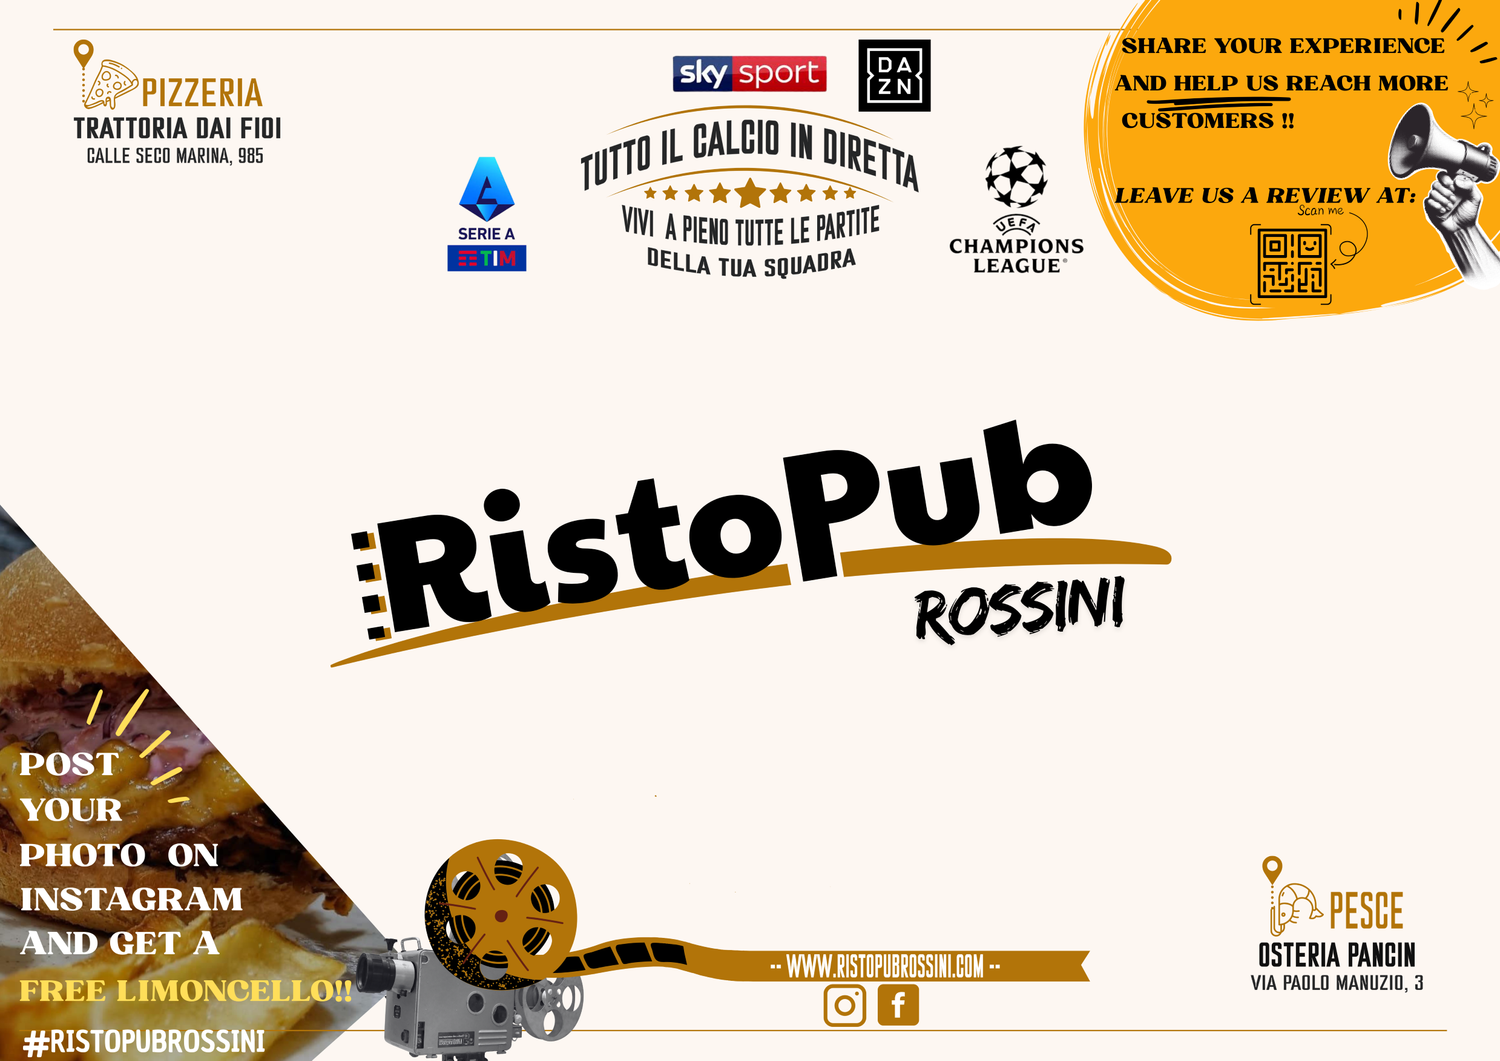 PIZZERIA
TRATTORIA DAI FIOI
CALLE SECO MARINA, 985
sky sport
DA
ZN
TUTTO IL CALCIO IN DIRETTA
VIVI A PIENO TUTTE LE PARTITE
DELLA TUA SQUADRA
SERIE A
TIM
UEFA
CHAMPIONS
LEAGUE®
SHARE YOUR EXPERIENCE
AND HELP US REACH MORE
CUSTOMERS !!
LEAVE US A REVIEW AT:
Scan me
RistoPub
ROSSINI
POST
YOUR
PHOTO ON
INSTAGRAM
AND GET A
FREE LIMONCELLO!!
#RISTOPUBROSSINI
-- WWW.RISTOPUBROSSINI.COM --
f
PESCE
OSTERIA PANCIN
VIA PAOLO MANUZIO, 3